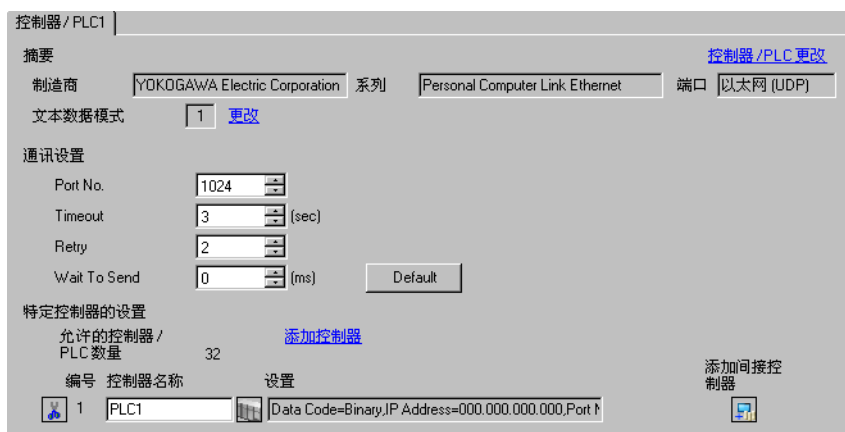 控制器/PLC1
摘要 控制器/PLC更改
制造商 YOKOGAWA Electric Corporation 系列 Personal Computer Link Ethernet 端口 以太网 (UDP)
文本数据模式 1 更改
通讯设置
Port No. 1024
Timeout 3 (sec)
Retry 2
Wait To Send 0 (ms) Default
特定控制器的设置
允许的控制器/ 添加控制器
PLC数量 32
添加间接控
编号 控制器名称 设置 制器
1 PLC1 Data Code=Binary,IP Address=000.000.000.000,Port